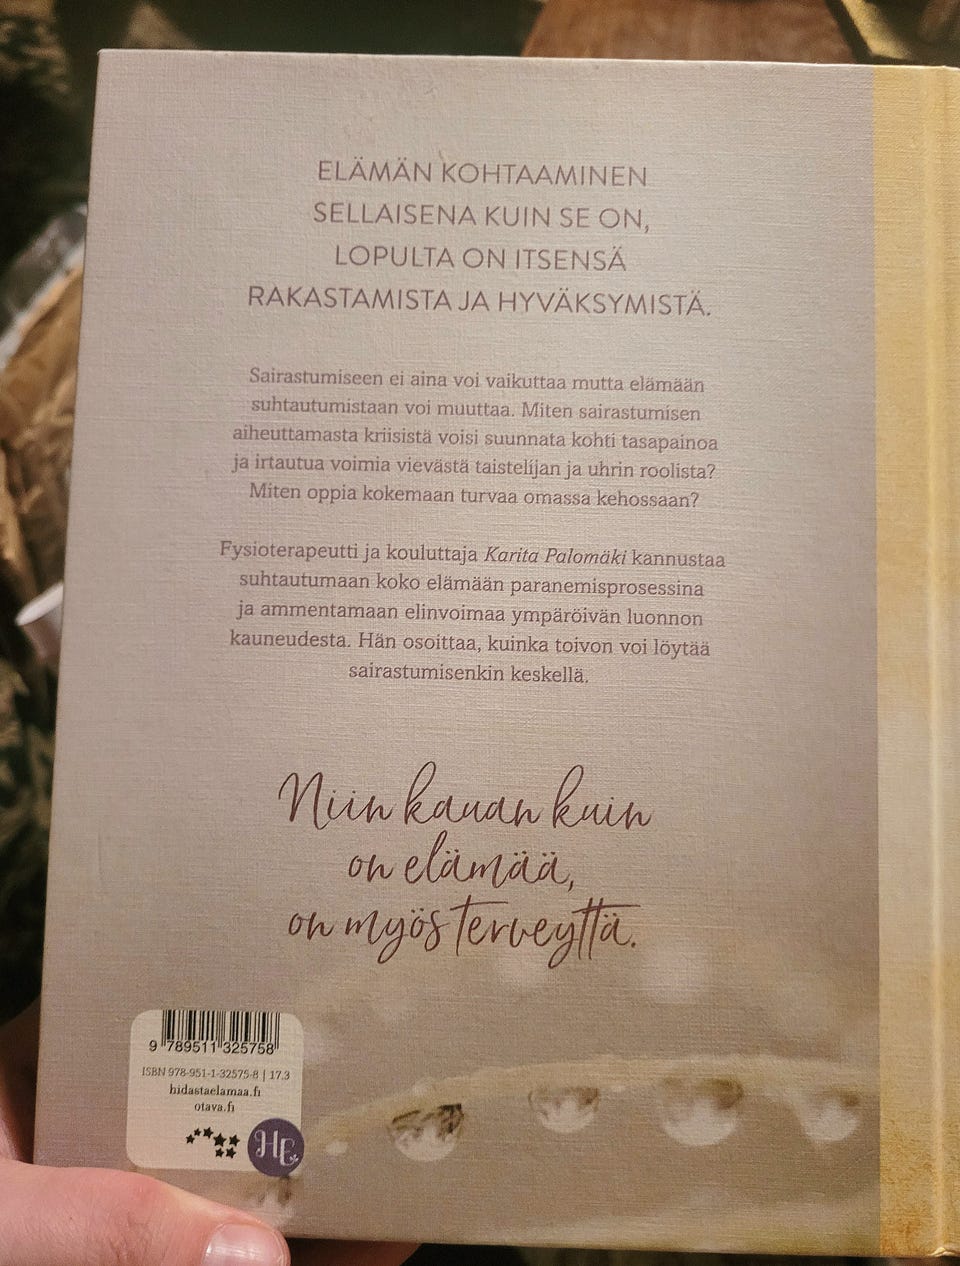 ELÄMÄN KOHTAAMINEN
SELLAISENA KUIN SE ON,
LOPULTA ON ITSENSÄ
RAKASTAMISTA JA HYVÄKSYMISTÄ.
Sairastumiseen ei aina voi vaikuttaa mutta elämään
suhtautumistaan voi muuttaa. Miten sairastumisen
aiheuttamasta kriisistä voisi suunnata kohti tasapainoa
ja irtautua voimia vievästä taistelijan ja uhrin roolista?
Miten oppia kokemaan turvaa omassa kehossaan?
Fysioterapeutti ja kouluttaja Karita Palomäki kannustaa
suhtautumaan koko elämään paranemisprosessina
ja ammentamaan elinvoimaa ympäröivän luonnon
kauneudesta. Hän osoittaa, kuinka toivon voi löytää
sairastumisenkin keskellä.
Niin kauan kuin
on elämää,
on myös terveyttä.
9 789511 325758
ISBN 978-951-1-32575-8 | 17.3
hidastaelamaa.fi
otava.fi
HE